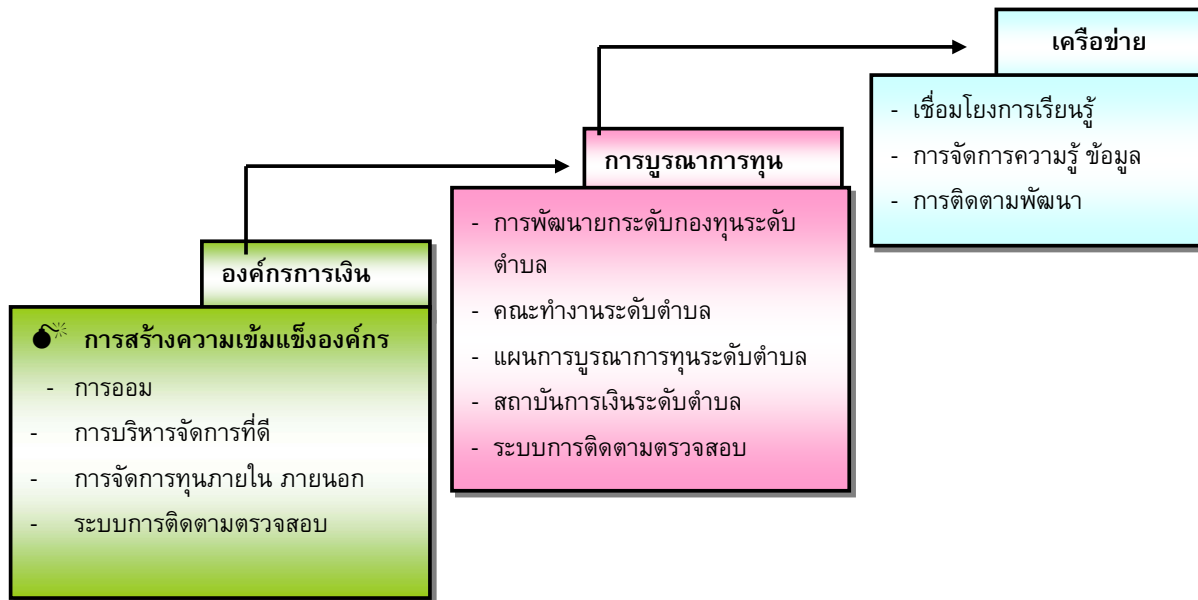 เครือข่าย
- เชื่อมโยงการเรียนรู้
- การจัดการความรู้ ข้อมูล
- การติดตามพัฒนา
การบูรณาการทุน
- การพัฒนายกระดับกองทุนระดับ
ตำบล
- คณะทำงานระดับตำบล
- แผนการบูรณาการทุนระดับตำบล
- สถาบันการเงินระดับตำบล
- ระบบการติดตามตรวจสอบ
องค์กรการเงิน
การสร้างความเข้มแข็งองค์กร
- การออม
- การบริหารจัดการที่ดี
- การจัดการทุนภายใน ภายนอก
- ระบบการติดตามตรวจสอบ